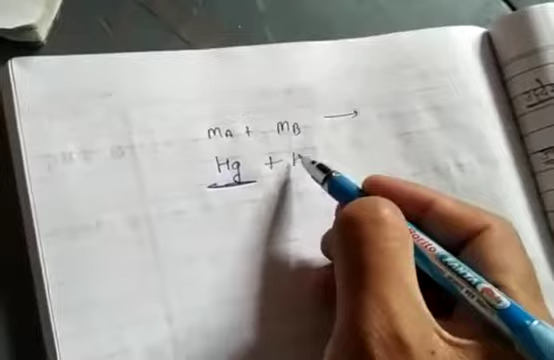 mA + mB →
Hg +